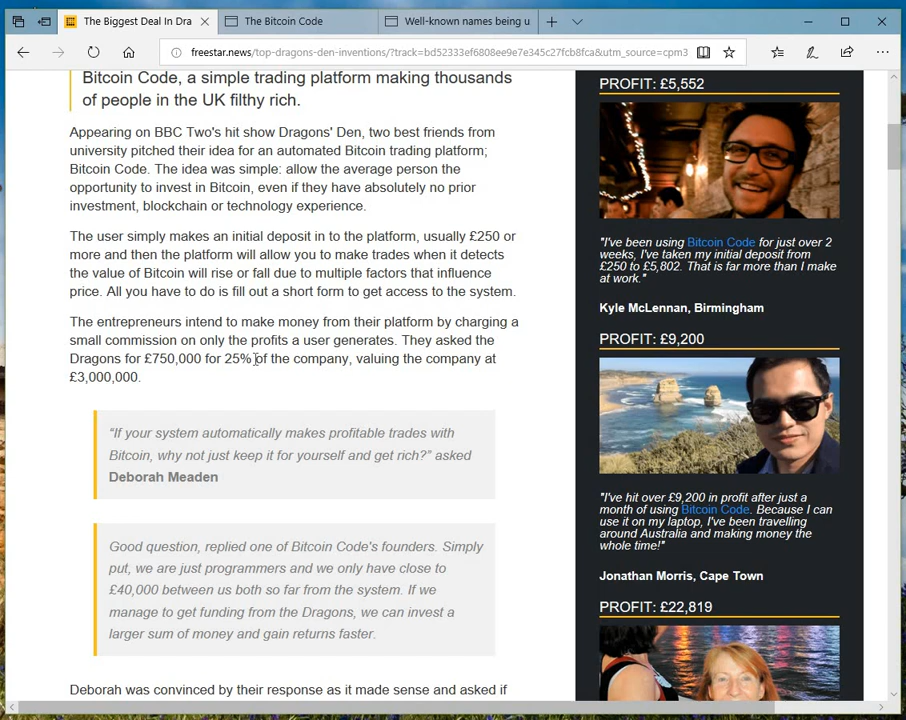 The Biggest Deal In Dra
The Bitcoin Code
Well-known names being u
freestar.news/top-dragons-den-inventions/?track=bd52333ef6808ee9e7e345c27fcb8fca&utm_source=cpm3
Bitcoin Code, a simple trading platform making thousands
of people in the UK filthy rich.
Appearing on BBC Two's hit show Dragons' Den, two best friends from
university pitched their idea for an automated Bitcoin trading platform;
Bitcoin Code. The idea was simple: allow the average person the
opportunity to invest in Bitcoin, even if they have absolutely no prior
investment, blockchain or technology experience.
The user simply makes an initial deposit in to the platform, usually £250 or
more and then the platform will allow you to make trades when it detects
the value of Bitcoin will rise or fall due to multiple factors that influence
price. All you have to do is fill out a short form to get access to the system.
The entrepreneurs intend to make money from their platform by charging a
small commission on only the profits a user generates. They asked the
Dragons for £750,000 for 25% of the company, valuing the company at
£3,000,000.
“If your system automatically makes profitable trades with
Bitcoin, why not just keep it for yourself and get rich?” asked
Deborah Meaden
Good question, replied one of Bitcoin Code's founders. Simply
put, we are just programmers and we only have close to
£40,000 between us both so far from the system. If we
manage to get funding from the Dragons, we can invest a
larger sum of money and gain returns faster.
Deborah was convinced by their response as it made sense and asked if
PROFIT: £5,552
"I've been using Bitcoin Code for just over 2
weeks, I've taken my initial deposit from
£250 to £5,802. That is far more than I make
at work."
Kyle McLennan, Birmingham
PROFIT: £9,200
"I've hit over £9,200 in profit after just a
month of using Bitcoin Code. Because I can
use it on my laptop, I've been travelling
around Australia and making money the
whole time!"
Jonathan Morris, Cape Town
PROFIT: £22,819